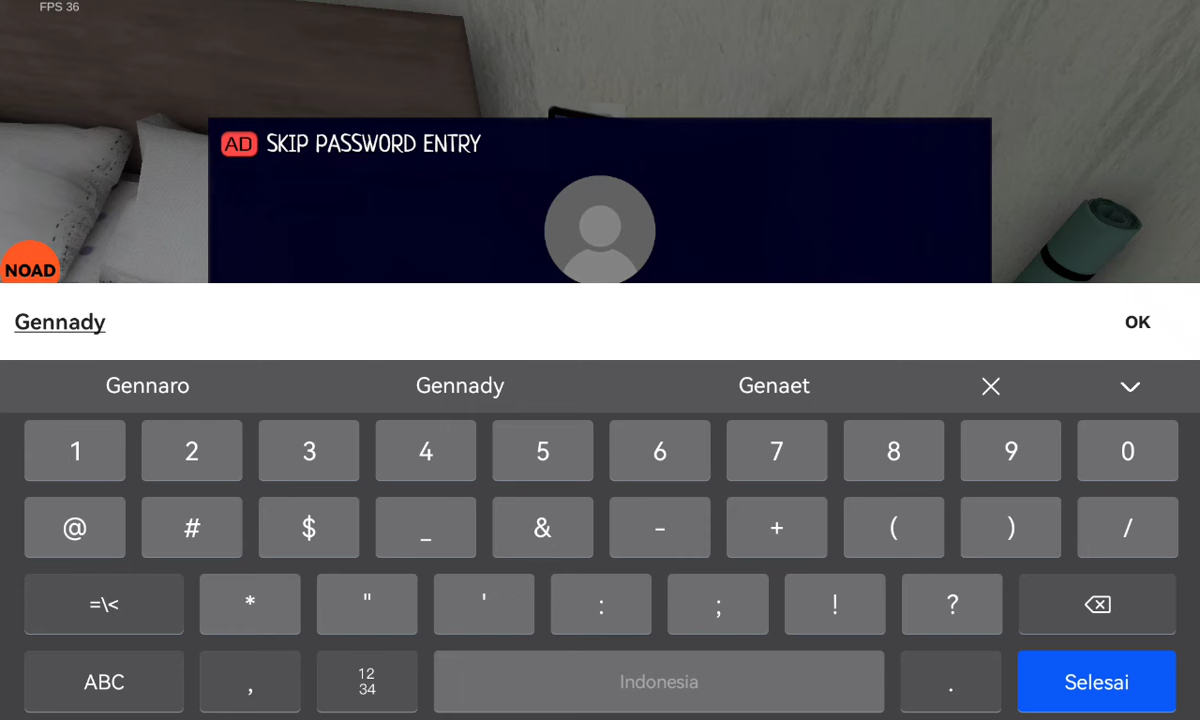 FPS 36
AD SKIP PASSWORD ENTRY
NOAD
Gennady OK
Gennaro Gennady Genaet
1 2 3 4 5 6 7 8 9 0
@ # $ _ & - + ( ) /
=\< * " ' : ; ! ?
ABC , 12 34 Indonesia . Selesai